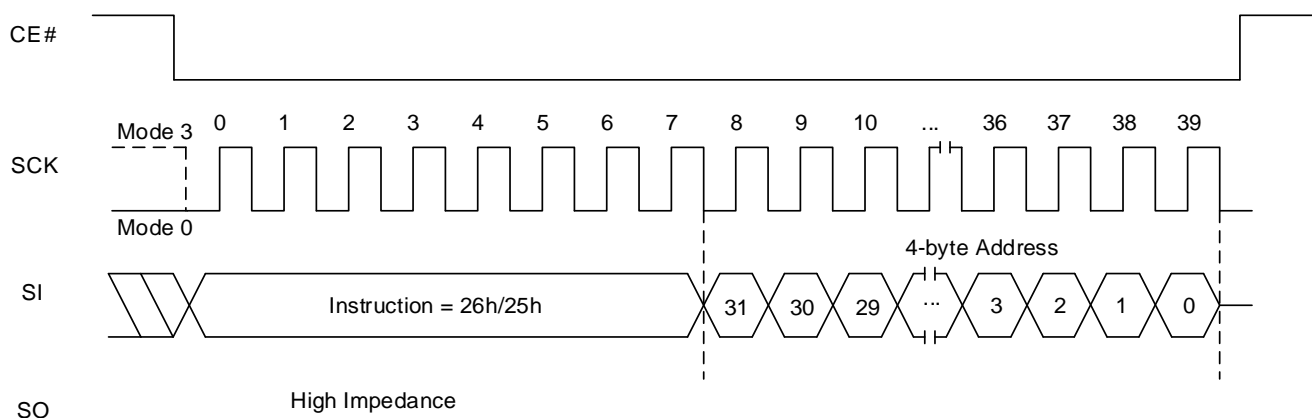 CE#
Mode 3 0 1 2 3 4 5 6 7 8 9 10 ... 36 37 38 39
SCK
Mode 0
4-byte Address
SI Instruction = 26h/25h 31 30 29 ... 3 2 1 0
High Impedance
SO